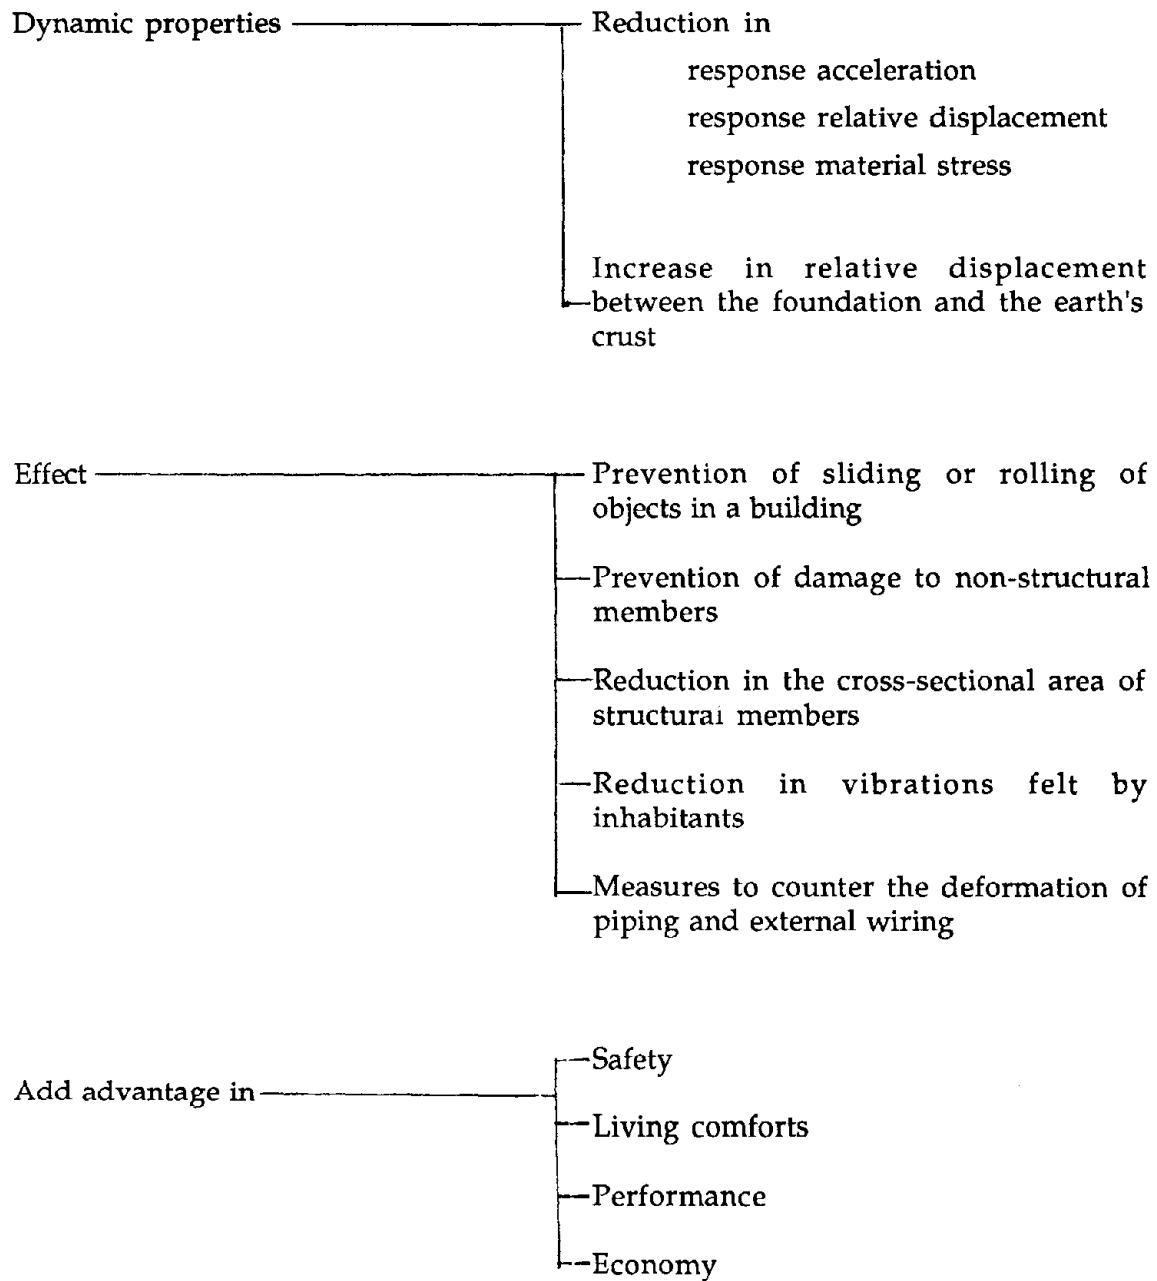 Dynamic properties
Reduction in
response acceleration
response relative displacement
response material stress
Increase in relative displacement
between the foundation and the earth's
crust
Effect
Prevention of sliding or rolling of
objects in a building
Prevention of damage to non-structural
members
Reduction in the cross-sectional area of
structural members
Reduction in vibrations felt by
inhabitants
Measures to counter the deformation of
piping and external wiring
Add advantage in
Safety
Living comforts
Performance
Economy